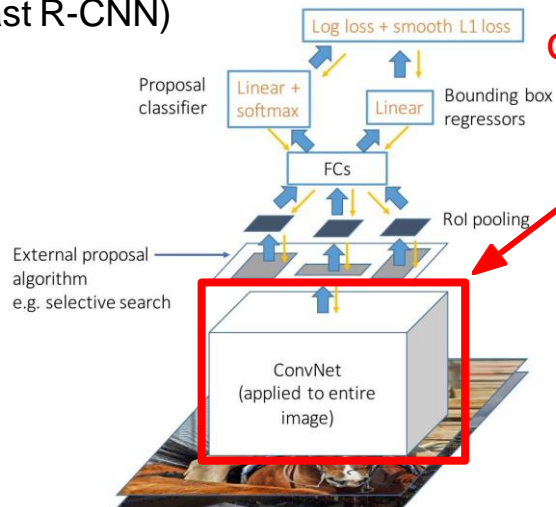 ast R-CNN)
Log loss + smooth L1 loss
Proposal
classifier
Linear +
softmax
Linear
Bounding box
regressors
FCs
RoI pooling
External proposal
algorithm
e.g. selective search
ConvNet
(applied to entire
image)